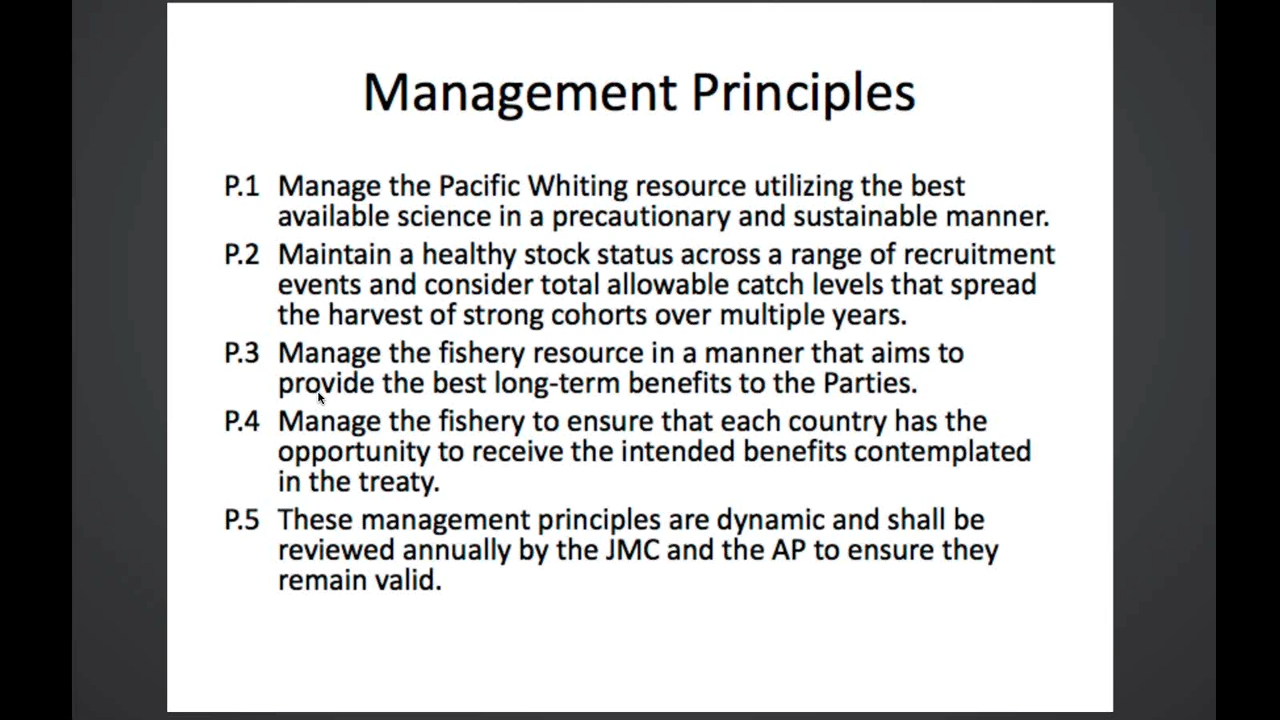 Management Principles
P.1 Manage the Pacific Whiting resource utilizing the best
available science in a precautionary and sustainable manner.
P.2 Maintain a healthy stock status across a range of recruitment
events and consider total allowable catch levels that spread
the harvest of strong cohorts over multiple years.
P.3 Manage the fishery resource in a manner that aims to
provide the best long-term benefits to the Parties.
P.4 Manage the fishery to ensure that each country has the
opportunity to receive the intended benefits contemplated
in the treaty.
P.5 These management principles are dynamic and shall be
reviewed annually by the JMC and the AP to ensure they
remain valid.